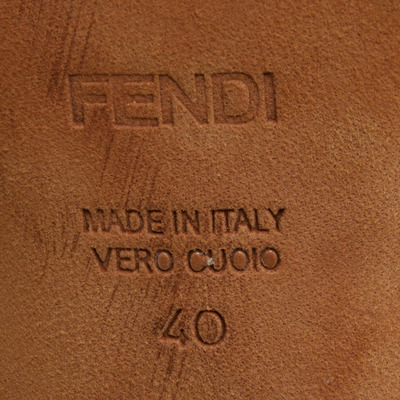 FENDI
MADE IN ITALY
VERO CUOIO
40